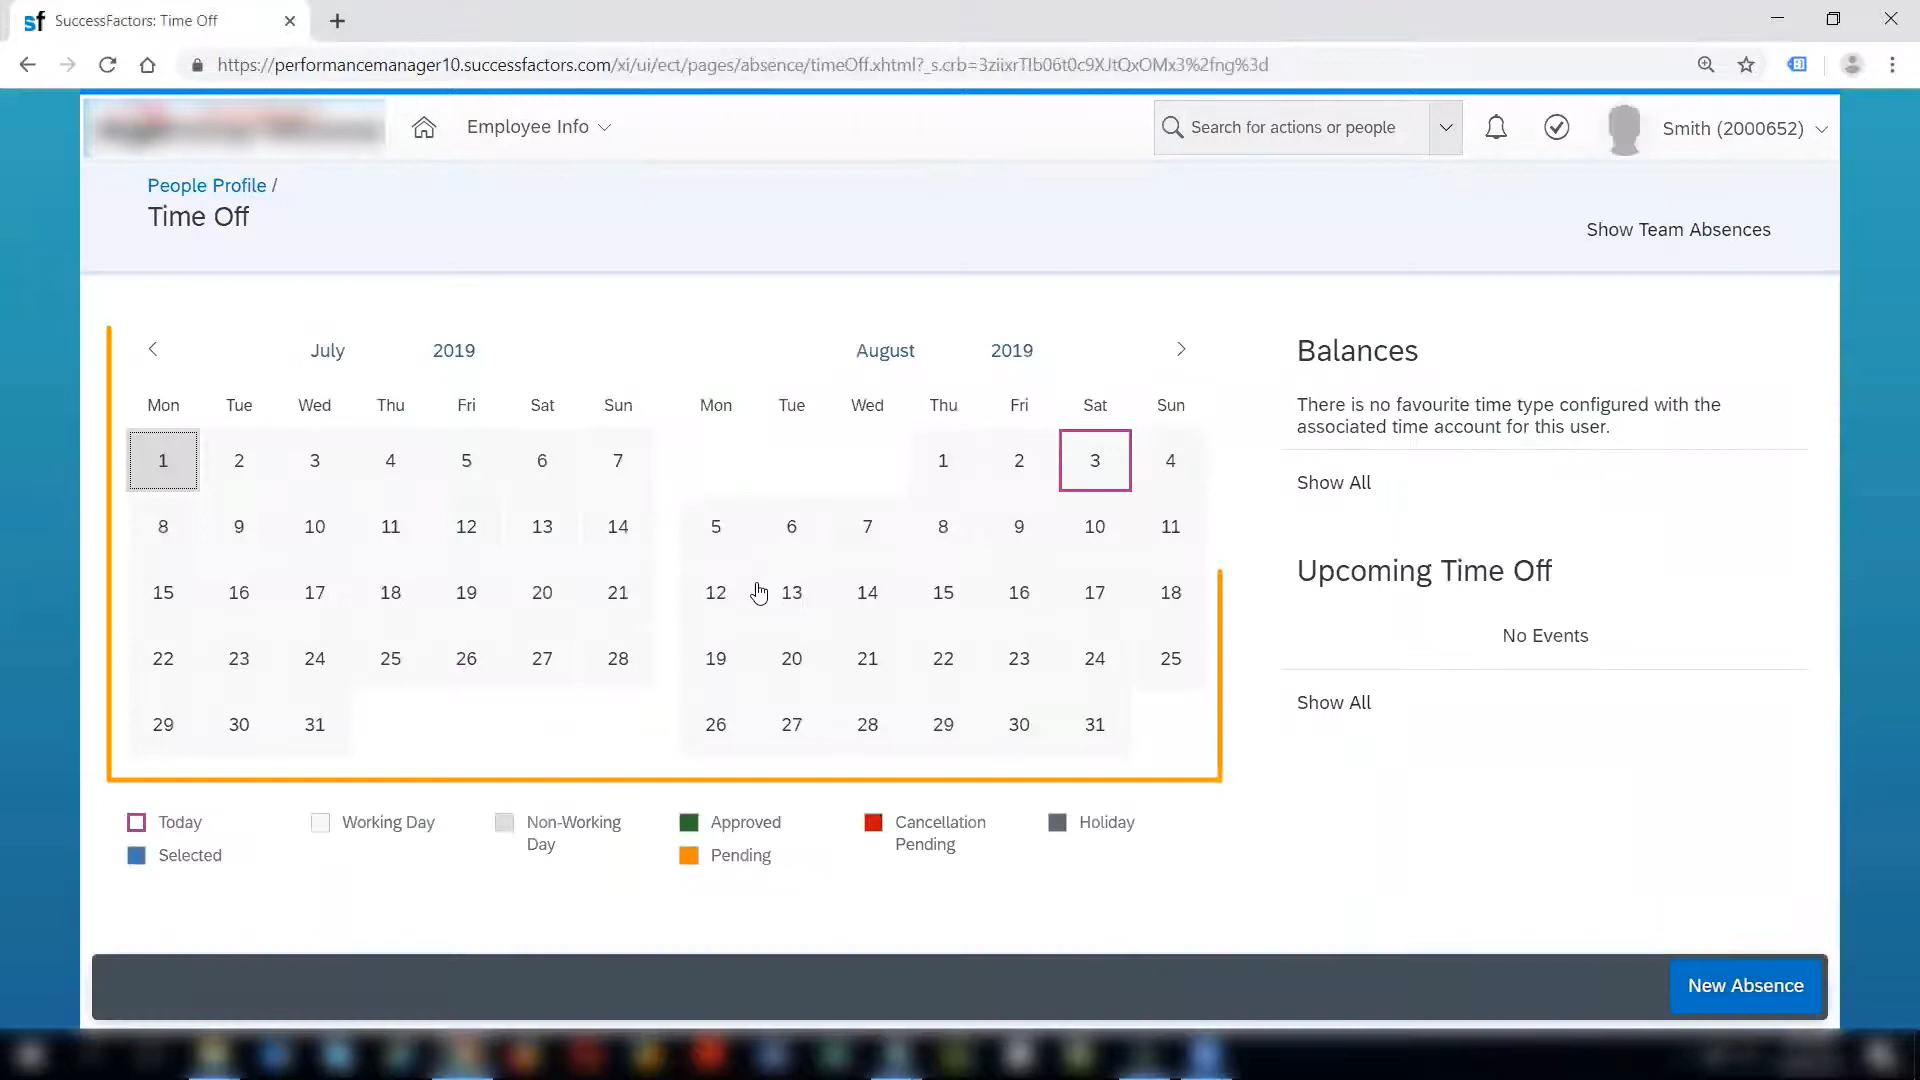 SuccessFactors: Time Off
https://performancemanager10.successfactors.com/xi/ui/ect/pages/absence/timeOff.xhtml?_s.crb=3ziixrTIb06t0c9XJtQxOMx3%2fng%3d
Employee Info
Search for actions or people
Smith (2000652)
People Profile /
Time Off
Show Team Absences
July 2019
Mon Tue Wed Thu Fri Sat Sun
1 2 3 4 5 6 7
8 9 10 11 12 13 14
15 16 17 18 19 20 21
22 23 24 25 26 27 28
29 30 31
August 2019
Mon Tue Wed Thu Fri Sat Sun
1 2 3 4
5 6 7 8 9 10 11
12 13 14 15 16 17 18
19 20 21 22 23 24 25
26 27 28 29 30 31
Today
Working Day
Non-Working
Day
Approved
Cancellation
Pending
Holiday
Selected
Pending
Balances
There is no favourite time type configured with the
associated time account for this user.
Show All
Upcoming Time Off
No Events
Show All
New Absence